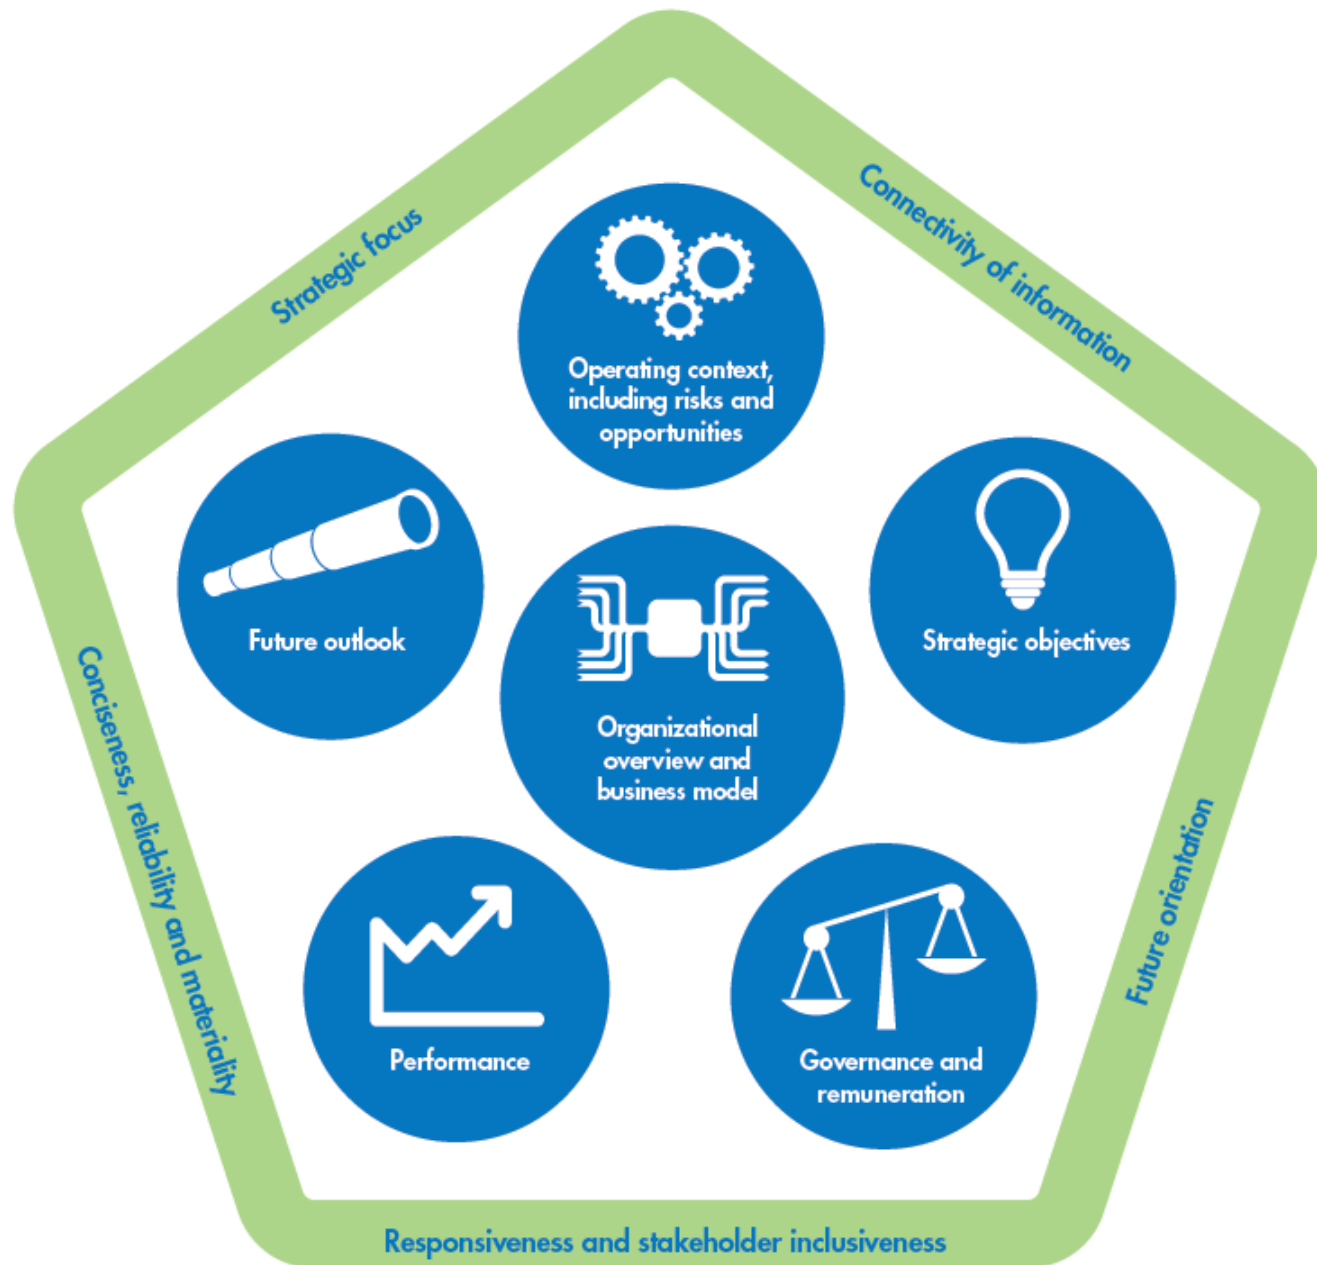 Strategic focus
Connectivity of information
Operating context,
including risks and
opportunities
Future outlook
Strategic objectives
Organizational
overview and
business model
Conciseness, reliability and materiality
Future orientation
Performance
Governance and
remuneration
Responsiveness and stakeholder inclusiveness